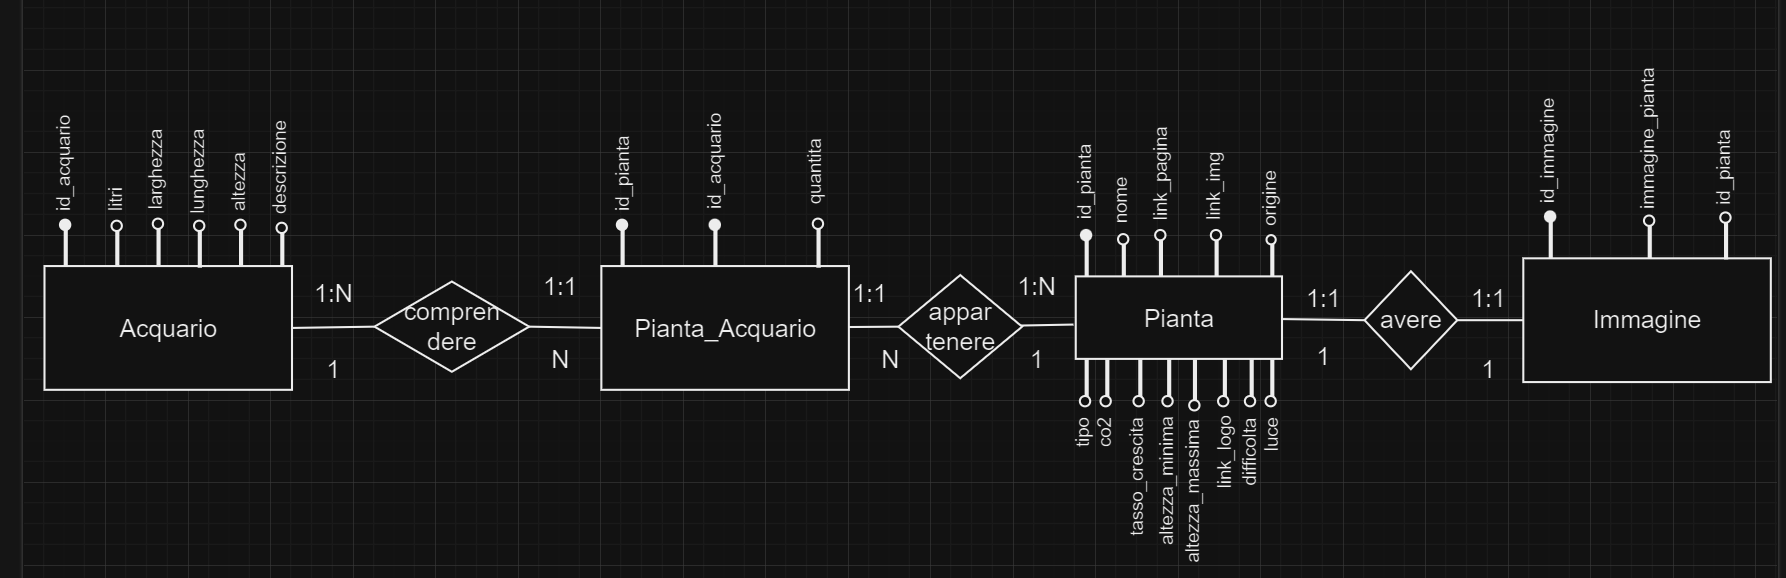 id_acquario
litri
larghezza
lunghezza
altezza
descrizione
Acquario
1:N
1
compren
dere
1:1
N
id_pianta
id_acquario
quantita
Pianta_Acquario
1:1
N
appar
tenere
1:N
1
id_pianta
nome
link_pagina
link_img
origine
Pianta
tipo
co2
tasso_crescita
altezza_minima
altezza_massima
link_logo
difficolta
luce
1:1
1
avere
1:1
1
id_immagine
immagine_pianta
id_pianta
Immagine